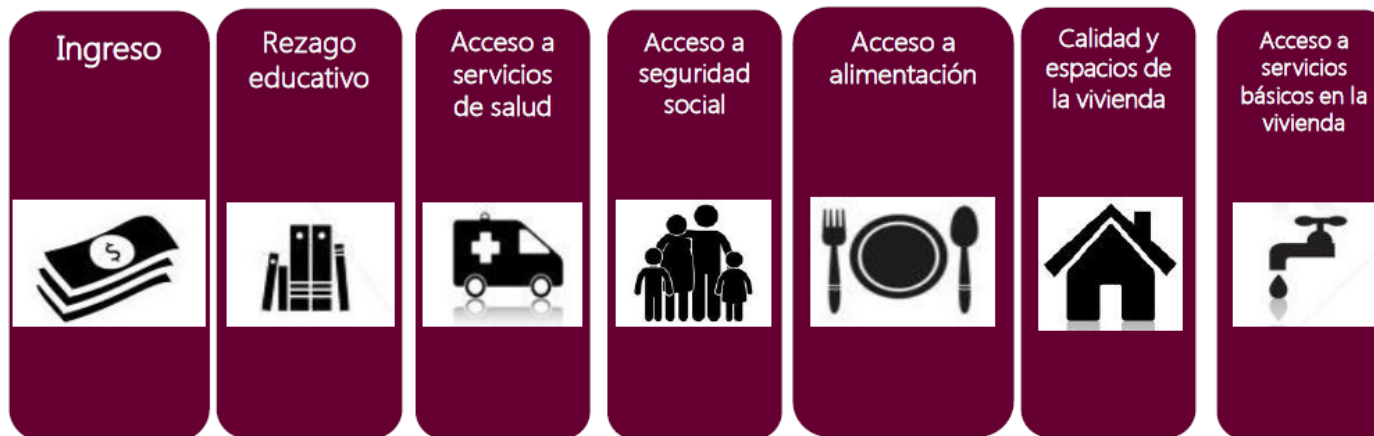 Ingreso
Rezago
educativo
Acceso a
servicios
de salud
Acceso a
seguridad
social
Acceso a
alimentación
Calidad y
espacios de
la vivienda
Acceso a
servicios
básicos en la
vivienda
$